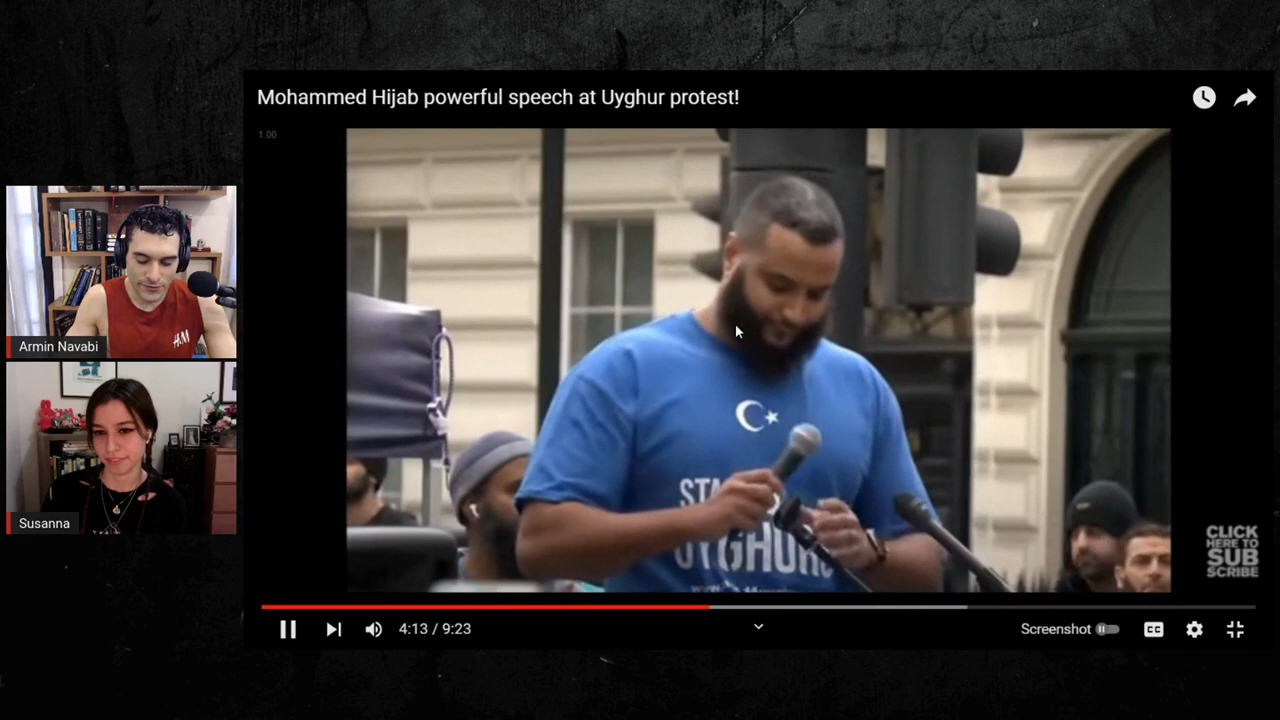 Mohammed Hijab powerful speech at Uyghur protest!
1.00
H&M
Armin Navabi
Susanna
UYGHURS
CLICK
HERE TO
SUB
SCRIBE
4:13 / 9:23
Screenshot
CC